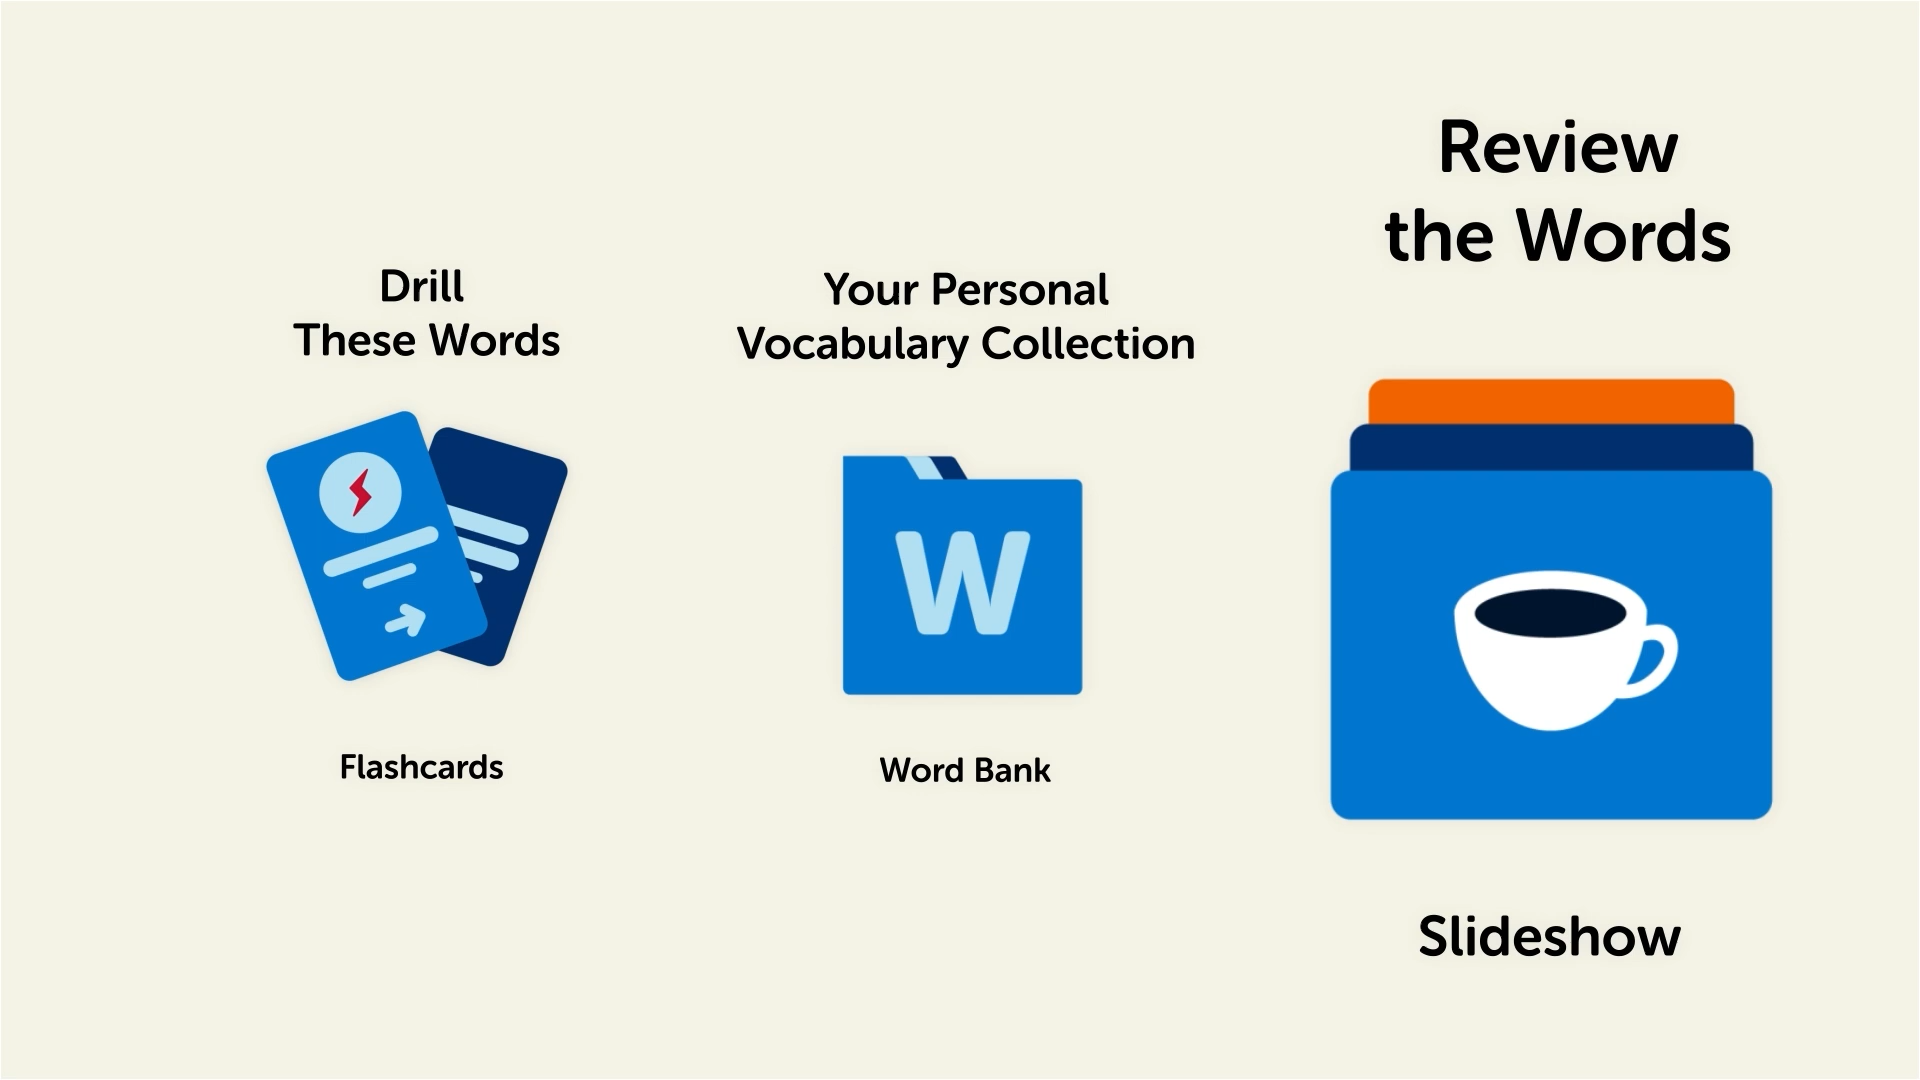 Drill
These Words
Flashcards
Your Personal
Vocabulary Collection
W
Word Bank
Review
the Words
Slideshow